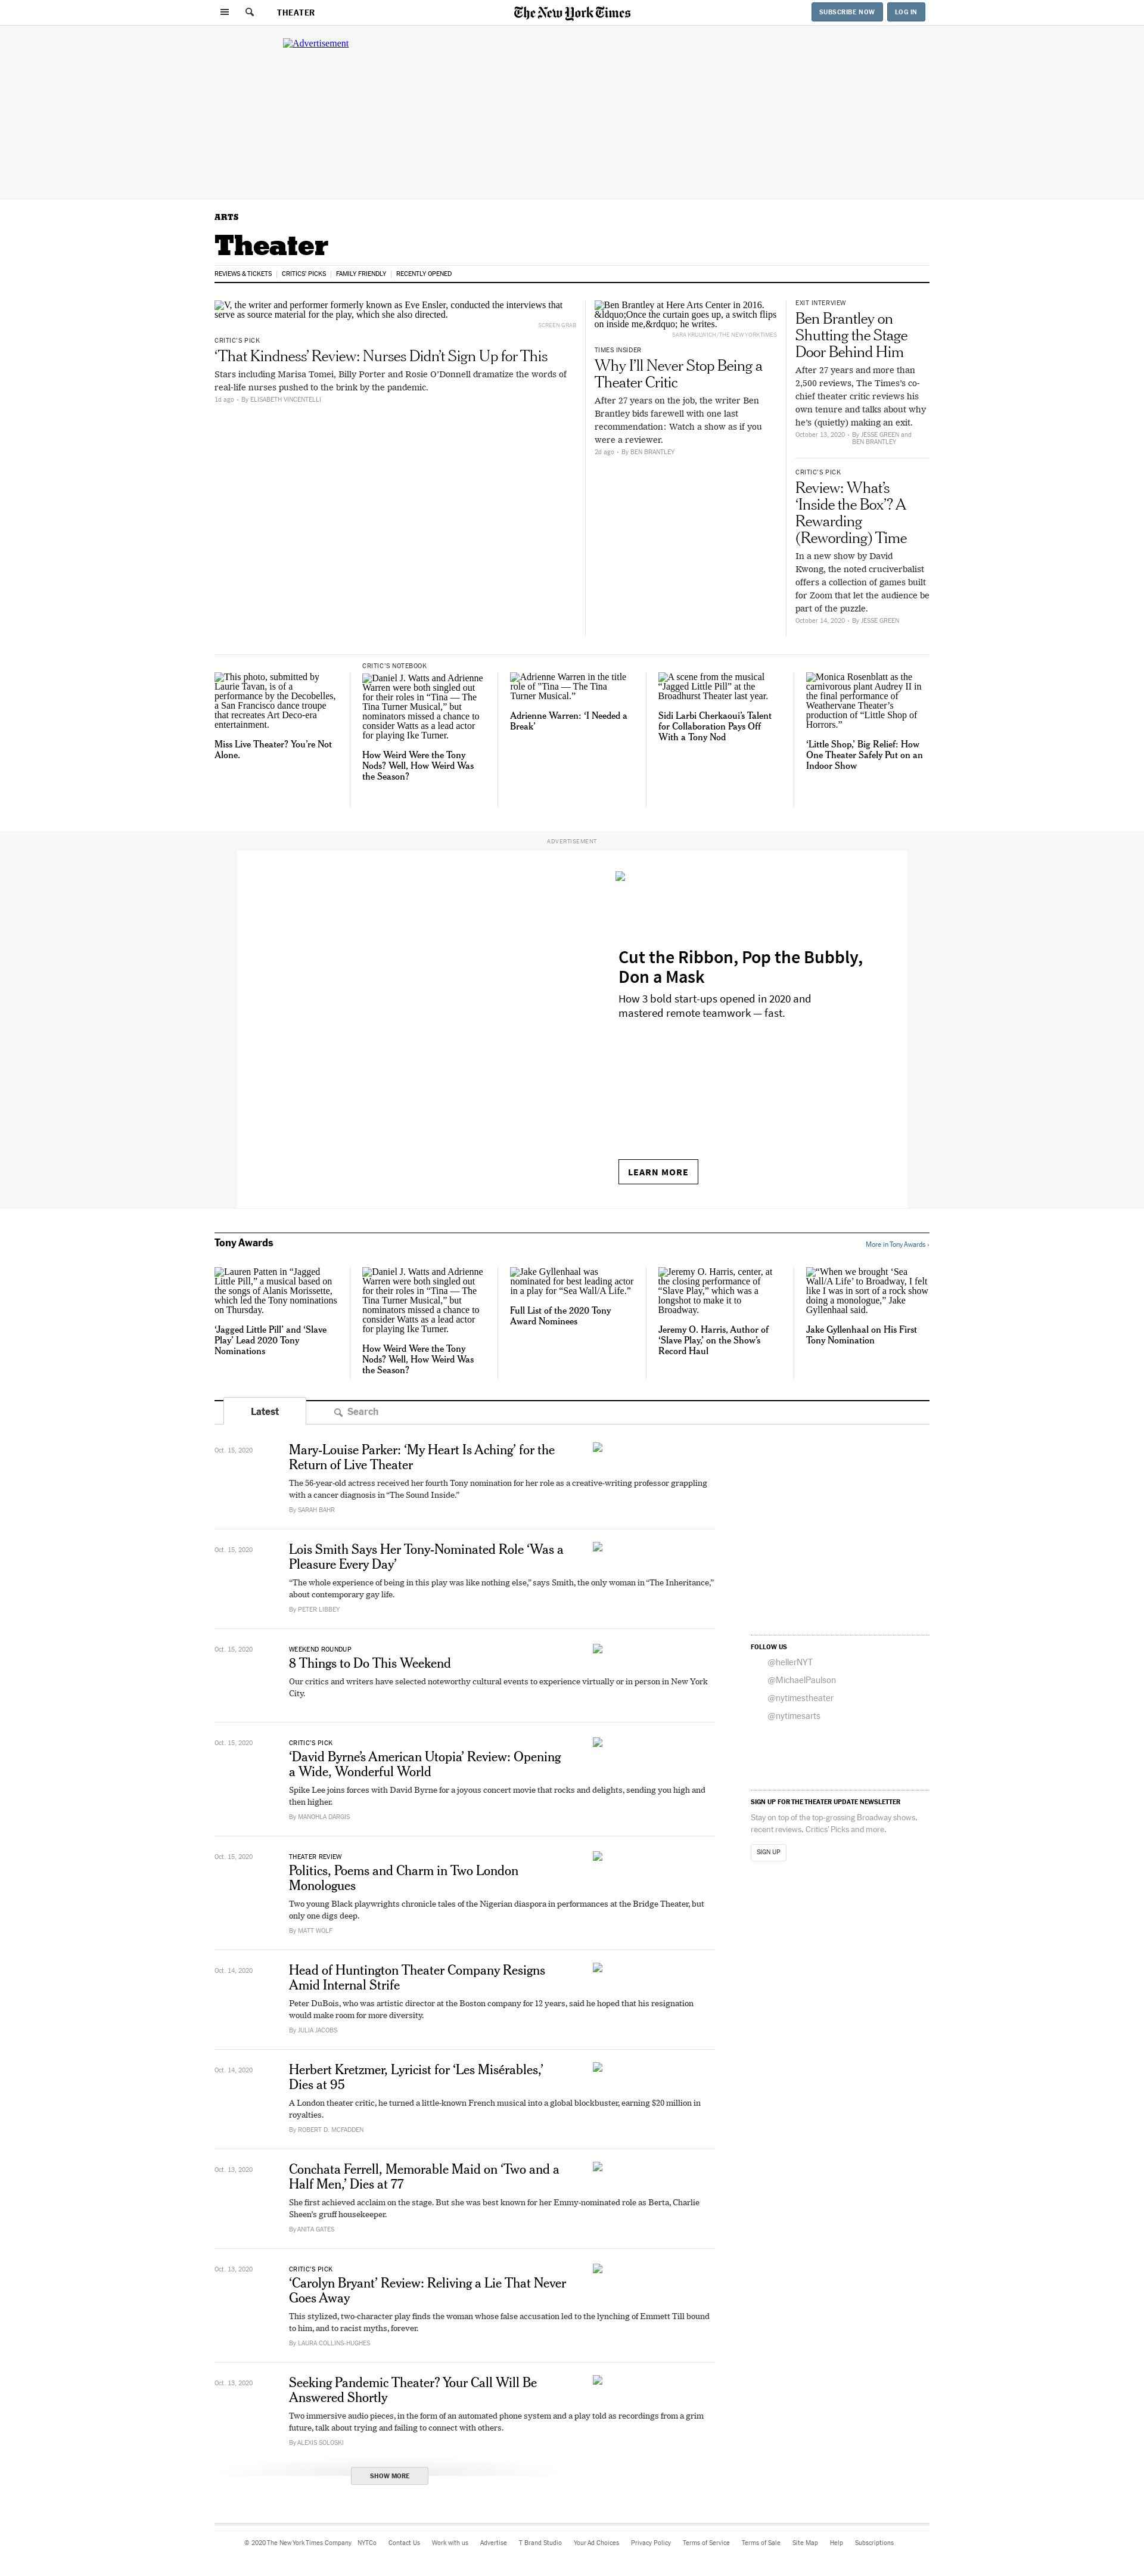 THEATER
The New York Times
SUBSCRIBE NOW
LOG IN
Advertisement
ARTS
Theater
REVIEWS & TICKETS
CRITICS' PICKS
FAMILY FRIENDLY
RECENTLY OPENED
V, the writer and performer formerly known as Eve Ensler, conducted the interviews that
serve as source material for the play, which she also directed.
SCREEN GRAB
CRITIC'S PICK
‘That Kindness’ Review: Nurses Didn’t Sign Up for This
Stars including Marisa Tomei, Billy Porter and Rosie O’Donnell dramatize the words of
real-life nurses pushed to the brink by the pandemic.
1d ago • By ELISABETH VINCENTELLI
Ben Brantley at Here Arts Center in 2016.
&ldquo;Once the curtain goes up, a switch flips
on inside me,&rdquo; he writes.
SARA KRULWICH/THE NEW YORK TIMES
TIMES INSIDER
Why I’ll Never Stop Being a
Theater Critic
After 27 years on the job, the writer Ben
Brantley bids farewell with one last
recommendation: Watch a show as if you
were a reviewer.
2d ago • By BEN BRANTLEY
EXIT INTERVIEW
Ben Brantley on
Shutting the Stage
Door Behind Him
After 27 years and more than
2,500 reviews, The Times’s co-
chief theater critic reviews his
own tenure and talks about why
he’s (quietly) making an exit.
October 13, 2020 • By JESSE GREEN and
BEN BRANTLEY
CRITIC'S PICK
Review: What’s
‘Inside the Box’? A
Rewarding
(Rewording) Time
In a new show by David
Kwong, the noted cruciverbalist
offers a collection of games built
for Zoom that let the audience be
part of the puzzle.
October 14, 2020 • By JESSE GREEN
This photo, submitted by
Laurie Tavan, is of a
performance by the Decobelles,
a San Francisco dance troupe
that recreates Art Deco-era
entertainment.
Miss Live Theater? You’re Not
Alone.
CRITIC’S NOTEBOOK
Daniel J. Watts and Adrienne
Warren were both singled out
for their roles in “Tina — The
Tina Turner Musical,” but
nominators missed a chance to
consider Watts as a lead actor
for playing Ike Turner.
How Weird Were the Tony
Nods? Well, How Weird Was
the Season?
Adrienne Warren in the title
role of "Tina — The Tina
Turner Musical.”
Adrienne Warren: ‘I Needed a
Break’
A scene from the musical
“Jagged Little Pill” at the
Broadhurst Theater last year.
Sidi Larbi Cherkaoui’s Talent
for Collaboration Pays Off
With a Tony Nod
Monica Rosenblatt as the
carnivorous plant Audrey II in
the final performance of
Weathervane Theater’s
production of “Little Shop of
Horrors.”
‘Little Shop,’ Big Relief: How
One Theater Safely Put on an
Indoor Show
ADVERTISEMENT
Cut the Ribbon, Pop the Bubbly,
Don a Mask
How 3 bold start-ups opened in 2020 and
mastered remote teamwork — fast.
LEARN MORE
Tony Awards
More in Tony Awards ›
Lauren Patten in “Jagged
Little Pill,” a musical based on
the songs of Alanis Morissette,
which led the Tony nominations
on Thursday.
‘Jagged Little Pill’ and ‘Slave
Play’ Lead 2020 Tony
Nominations
Daniel J. Watts and Adrienne
Warren were both singled out
for their roles in “Tina — The
Tina Turner Musical,” but
nominators missed a chance to
consider Watts as a lead actor
for playing Ike Turner.
How Weird Were the Tony
Nods? Well, How Weird Was
the Season?
Jake Gyllenhaal was
nominated for best leading actor
in a play for “Sea Wall/A Life.”
Full List of the 2020 Tony
Award Nominees
Jeremy O. Harris, center, at
the closing performance of
“Slave Play,” which was a
longshot to make it to
Broadway.
Jeremy O. Harris, Author of
‘Slave Play,’ on the Show’s
Record Haul
“When we brought ‘Sea
Wall/A Life’ to Broadway, I felt
like I was in sort of a rock show
doing a monologue,” Jake
Gyllenhaal said.
Jake Gyllenhaal on His First
Tony Nomination
Latest
Search
Oct. 15, 2020
Mary-Louise Parker: ‘My Heart Is Aching’ for the
Return of Live Theater
The 56-year-old actress received her fourth Tony nomination for her role as a creative-writing professor grappling
with a cancer diagnosis in “The Sound Inside.”
By SARAH BAHR
Oct. 15, 2020
Lois Smith Says Her Tony-Nominated Role ‘Was a
Pleasure Every Day’
“The whole experience of being in this play was like nothing else,” says Smith, the only woman in “The Inheritance,”
about contemporary gay life.
By PETER LIBBEY
Oct. 15, 2020
WEEKEND ROUNDUP
8 Things to Do This Weekend
Our critics and writers have selected noteworthy cultural events to experience virtually or in person in New York
City.
Oct. 15, 2020
CRITIC’S PICK
‘David Byrne’s American Utopia’ Review: Opening
a Wide, Wonderful World
Spike Lee joins forces with David Byrne for a joyous concert movie that rocks and delights, sending you high and
then higher.
By MANOHLA DARGIS
Oct. 15, 2020
THEATER REVIEW
Politics, Poems and Charm in Two London
Monologues
Two young Black playwrights chronicle tales of the Nigerian diaspora in performances at the Bridge Theater, but
only one digs deep.
By MATT WOLF
Oct. 14, 2020
Head of Huntington Theater Company Resigns
Amid Internal Strife
Peter DuBois, who was artistic director at the Boston company for 12 years, said he hoped that his resignation
would make room for more diversity.
By JULIA JACOBS
Oct. 14, 2020
Herbert Kretzmer, Lyricist for ‘Les Misérables,’
Dies at 95
A London theater critic, he turned a little-known French musical into a global blockbuster, earning $20 million in
royalties.
By ROBERT D. MCFADDEN
Oct. 13, 2020
Conchata Ferrell, Memorable Maid on ‘Two and a
Half Men,’ Dies at 77
She first achieved acclaim on the stage. But she was best known for her Emmy-nominated role as Berta, Charlie
Sheen’s gruff housekeeper.
By ANITA GATES
Oct. 13, 2020
CRITIC’S PICK
‘Carolyn Bryant’ Review: Reliving a Lie That Never
Goes Away
This stylized, two-character play finds the woman whose false accusation led to the lynching of Emmett Till bound
to him, and to racist myths, forever.
By LAURA COLLINS-HUGHES
Oct. 13, 2020
Seeking Pandemic Theater? Your Call Will Be
Answered Shortly
Two immersive audio pieces, in the form of an automated phone system and a play told as recordings from a grim
future, talk about trying and failing to connect with others.
By ALEXIS SOLOSKI
SHOW MORE
FOLLOW US
@hellerNYT
@MichaelPaulson
@nytimestheater
@nytimesarts
SIGN UP FOR THE THEATER UPDATE NEWSLETTER
Stay on top of the top-grossing Broadway shows,
recent reviews, Critics’ Picks and more.
SIGN UP
© 2020 The New York Times Company
NYTCo
Contact Us
Work with us
Advertise
T Brand Studio
Your Ad Choices
Privacy Policy
Terms of Service
Terms of Sale
Site Map
Help
Subscriptions